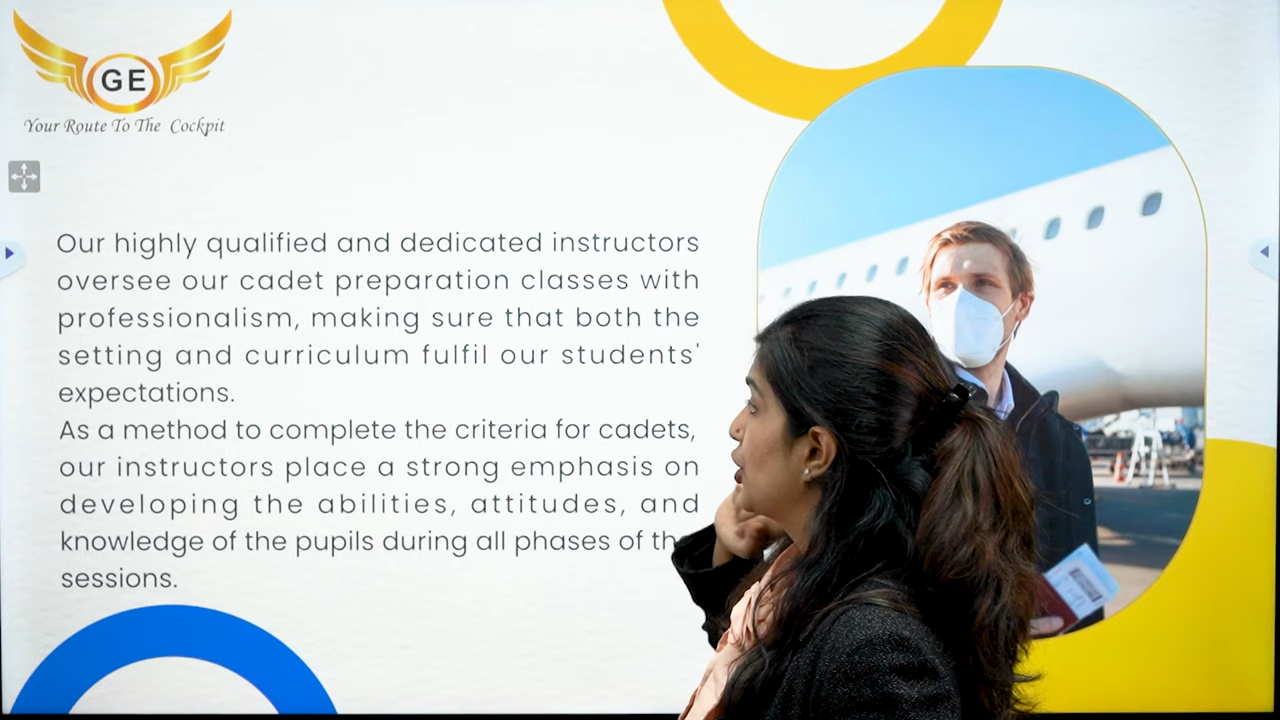 GE
Your Route To The Cockpit
Our highly qualified and dedicated instructors
oversee our cadet preparation classes with
professionalism, making sure that both the
setting and curriculum fulfil our students'
expectations.
As a method to complete the criteria for cadets,
our instructors place a strong emphasis on
developing the abilities, attitudes, and
knowledge of the pupils during all phases of
sessions.